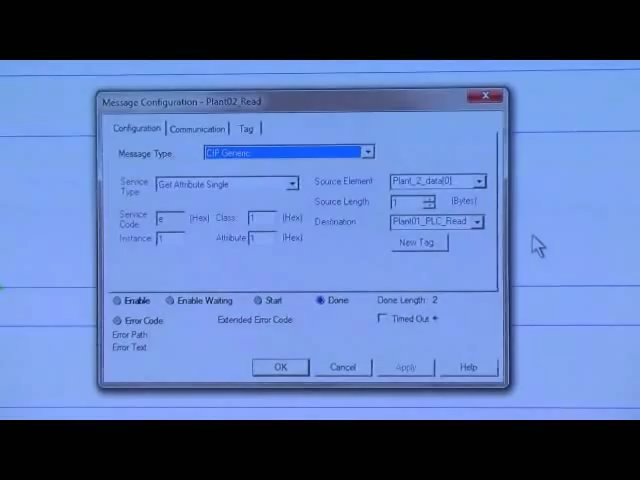 Message Configuration - Plant02_Read
Configuration Communication Tag
Message Type: CIP Generic
Service Type: Get Attribute Single
Source Element: Plant_2_data[0]
Source Length: 1 (Bytes)
Service Code: e (Hex) Class: 1 (Hex)
Destination Plant01_PLC_Read
Instance: 1 Attribute: 1 (Hex)
New Tag...
Enable Enable Waiting Start Done Done Length: 2
Error Code: Extended Error Code: Timed Out
Error Path:
Error Text:
OK Cancel Apply Help